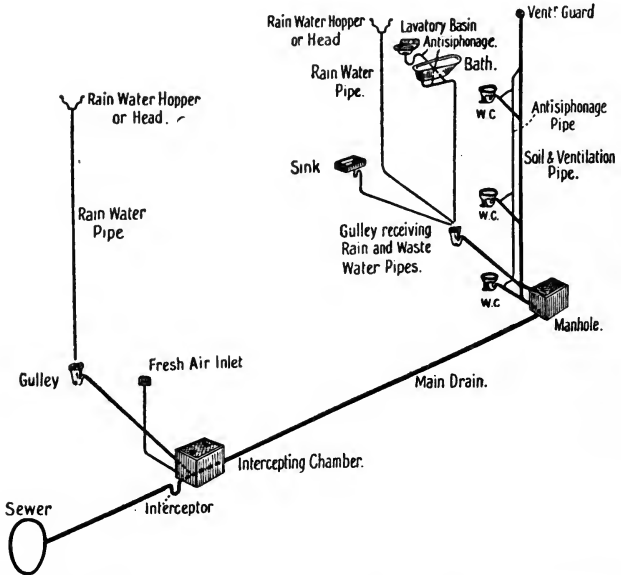 Rain Water Hopper
or Head
Lavatory Basin
Antisiphonage.
Bath.
Ventr Guard
Rain Water
Pipe.
Rain Water Hopper
or Head.
W.C
Antisiphonage
Pipe
Sink
Soil & Ventilation
Pipe.
Rain Water
Pipe
W.C.
Gulley receiving
Rain and Waste
Water Pipes.
W.C
Manhole.
Gulley
Fresh Air Inlet
Main Drain.
Intercepting Chamber.
Sewer
Interceptor